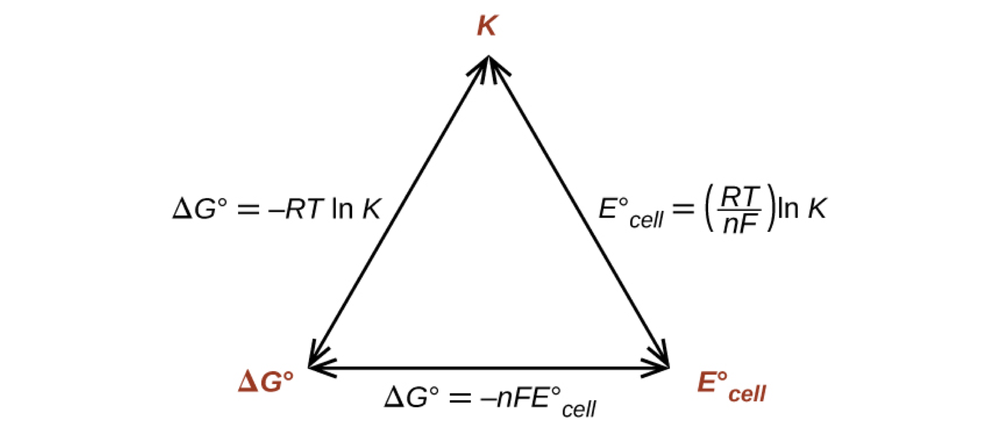 K
ΔG° = –RT ln K
E°cell = (RT/nF)ln K
ΔG°
E°cell
ΔG° = –nFE°cell